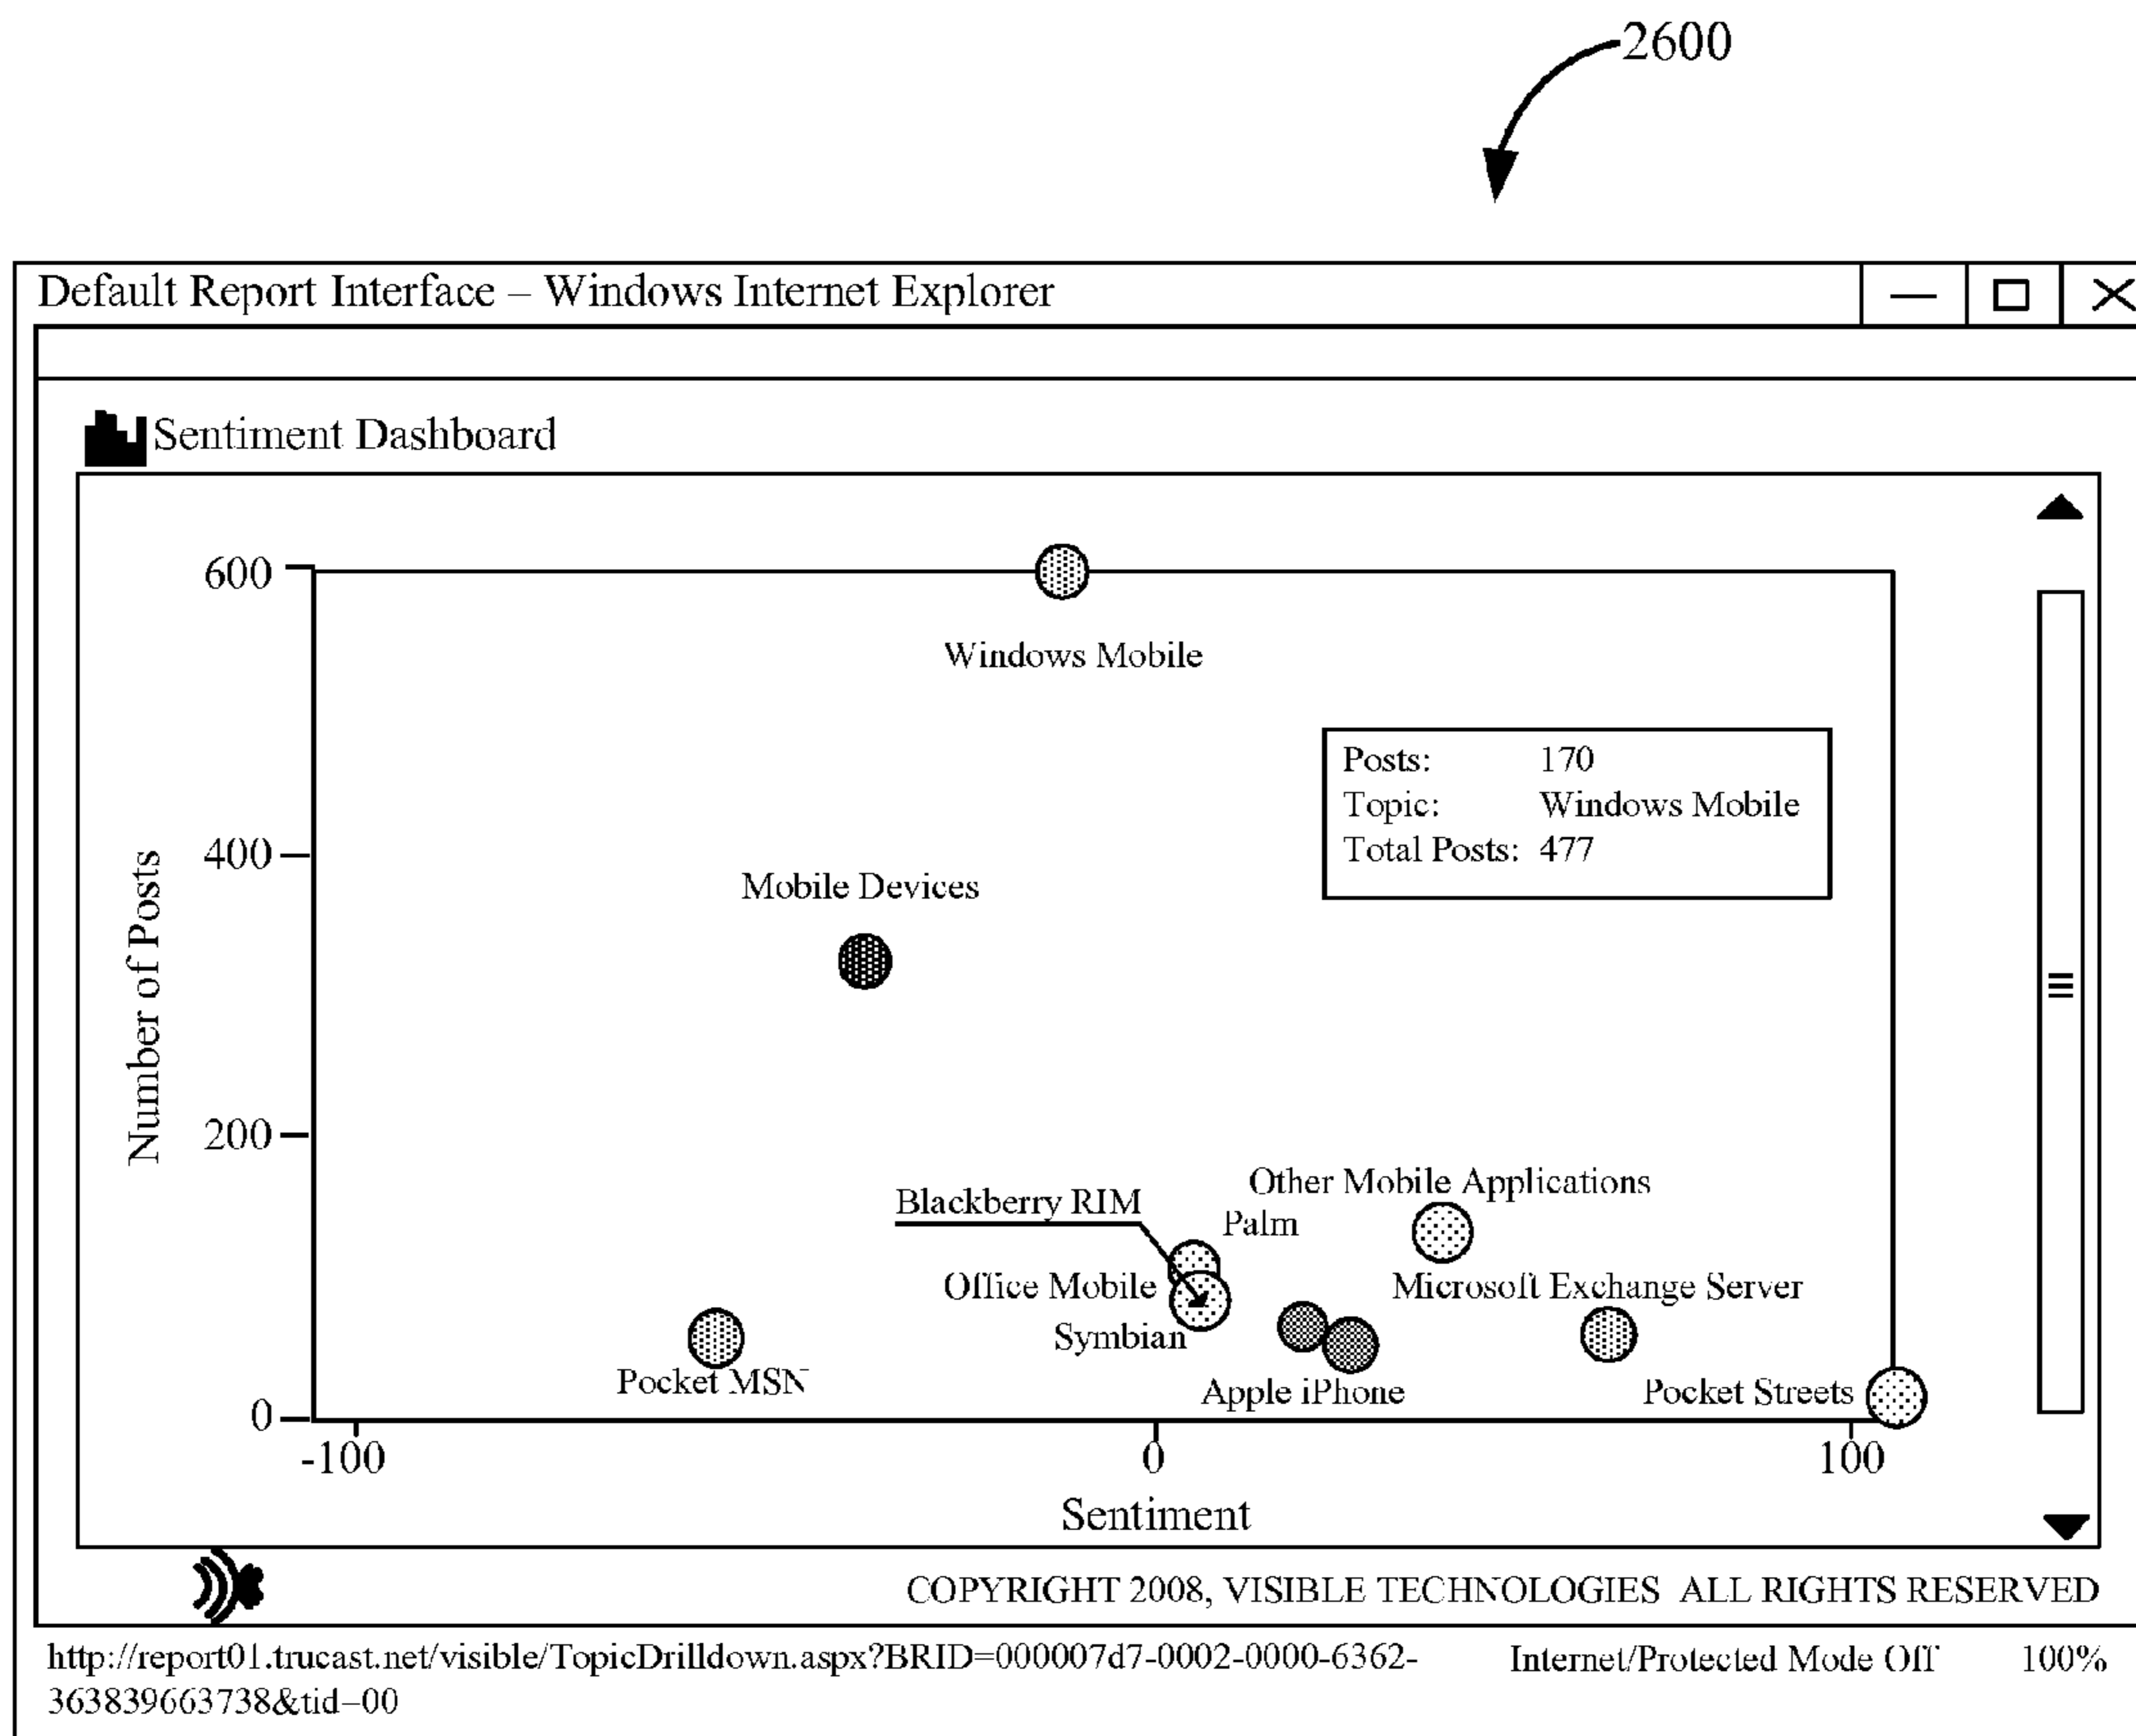 2600
Default Report Interface – Windows Internet Explorer
Sentiment Dashboard
600
Windows Mobile
Posts: 170
Topic: Windows Mobile
Total Posts: 477
400
Mobile Devices
Number of Posts
200
Other Mobile Applications
Blackberry RIM
Palm
Office Mobile
Microsoft Exchange Server
Symbian
Pocket MSN
Apple iPhone
Pocket Streets
0
-100 0 100
Sentiment
COPYRIGHT 2008, VISIBLE TECHNOLOGIES ALL RIGHTS RESERVED
http://report01.trucast.net/visible/TopicDrilldown.aspx?BRID=000007d7-0002-0000-6362-
363839663738&tid–00
Internet/Protected Mode Off 100%